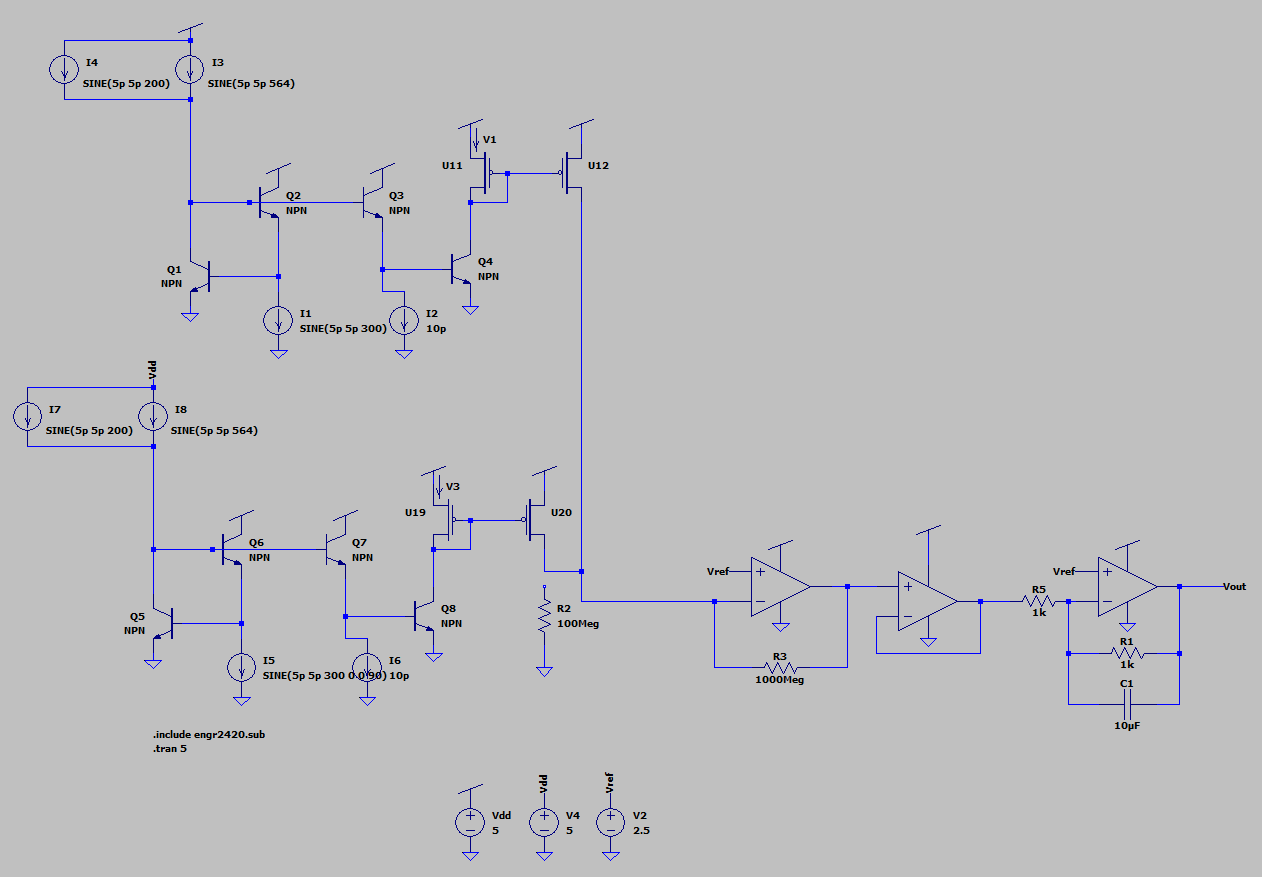 I4
SINE(5p 5p 200)
I3
SINE(5p 5p 564)
V1
U11
U12
Q2
NPN
Q3
NPN
Q1
NPN
Q4
NPN
I1
SINE(5p 5p 300)
I2
10p
Vdd
I7
SINE(5p 5p 200)
I8
SINE(5p 5p 564)
V3
U19
U20
Q6
NPN
Q7
NPN
Q5
NPN
Q8
NPN
I5
SINE(5p 5p 300 0 0 90)
I6
10p
R2
100Meg
Vref
R3
1000Meg
R5
1k
Vref
Vout
R1
1k
C1
10µF
.include engr2420.sub
.tran 5
Vdd
5
Vdd
V4
5
Vref
V2
2.5